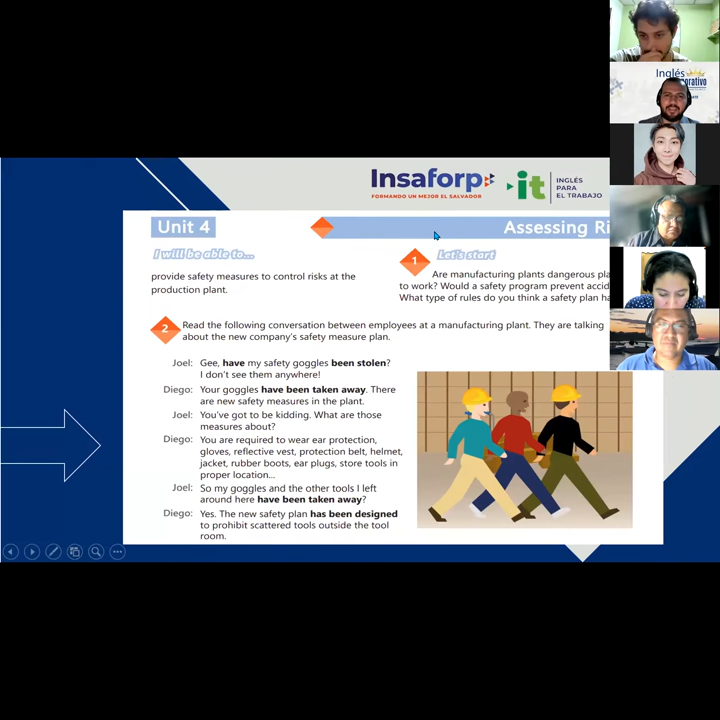 Inglés
Insaforp
FORMANDO UN MEJOR EL SALVADOR
it
INGLÉS
PARA
EL TRABAJO
Unit 4
Assessing Ri
I will be able to...
provide safety measures to control risks at the
production plant.
1
Let's start
Are manufacturing plants dangerous pla
to work? Would a safety program prevent accid
What type of rules do you think a safety plan ha
2
Read the following conversation between employees at a manufacturing plant. They are talking
about the new company's safety measure plan.
Joel: Gee, have my safety goggles been stolen?
I don't see them anywhere!
Diego: Your goggles have been taken away. There
are new safety measures in the plant.
Joel: You've got to be kidding. What are those
measures about?
Diego: You are required to wear ear protection,
gloves, reflective vest, protection belt, helmet,
jacket, rubber boots, ear plugs, store tools in
proper location...
Joel: So my goggles and the other tools I left
around here have been taken away?
Diego: Yes. The new safety plan has been designed
to prohibit scattered tools outside the tool
room.